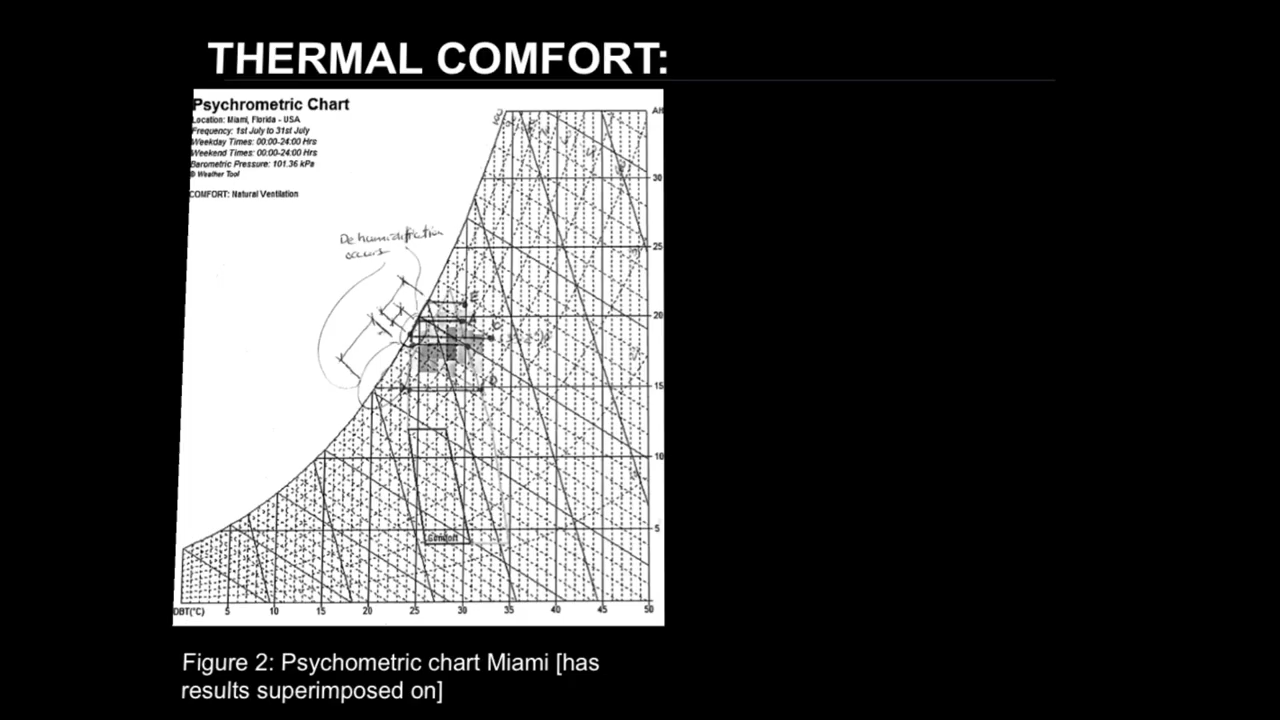 THERMAL COMFORT:
Psychrometric Chart
Location: Miami, Florida - USA
Frequency: 1st July to 31st July
Weekday Times: 00:00-24:00 Hrs
Weekend Times: 00:00-24:00 Hrs
Barometric Pressure: 101.36 kPa
© Weather Tool
COMFORT: Natural Ventilation
AH
30
25
Dehumidification
occurs
E
20
A
C
15
D
10
5
Comfort
DBT(°C)
5
10
15
20
25
30
35
40
45
50
Figure 2: Psychometric chart Miami [has
results superimposed on]